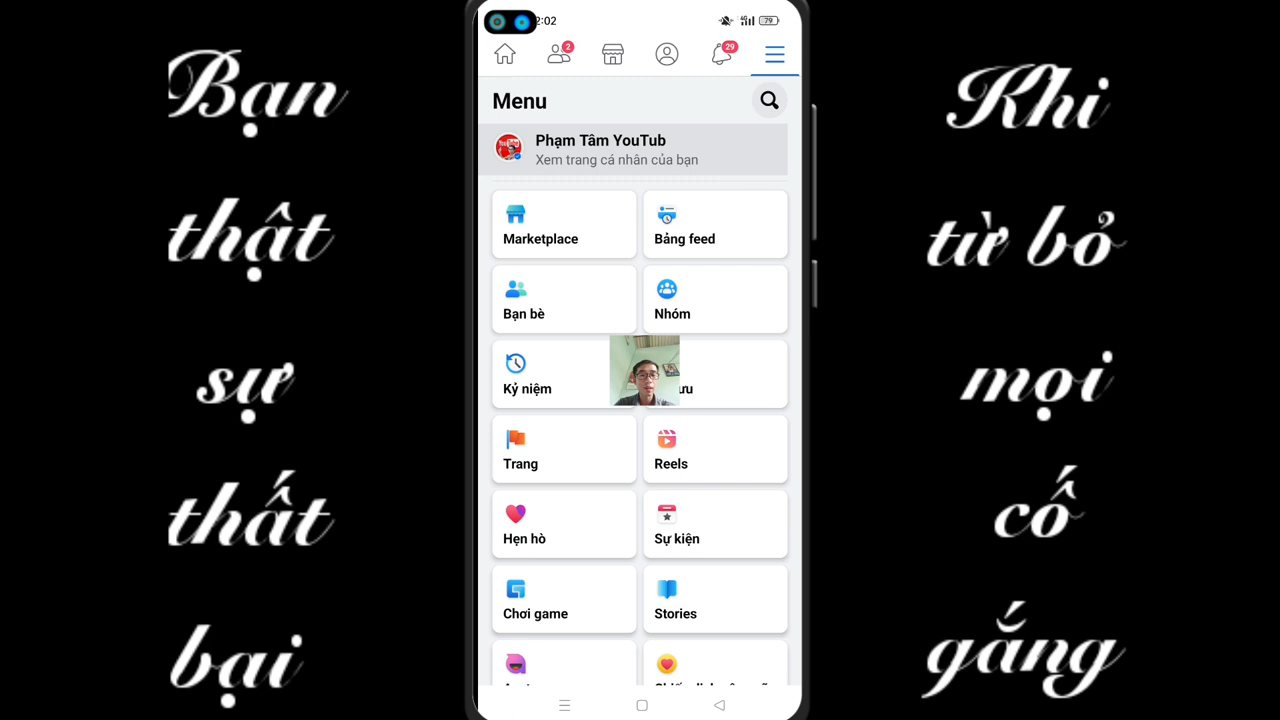 Bạn
thật
sự
thất
bại
2:02
4G
79
2
29
Menu
Phạm Tâm YouTub
Xem trang cá nhân của bạn
Marketplace
Bảng feed
Bạn bè
Nhóm
Kỷ niệm
Trang
Reels
Hẹn hò
Sự kiện
Chơi game
Stories
Khi
từ bỏ
mọi
cố
gắng